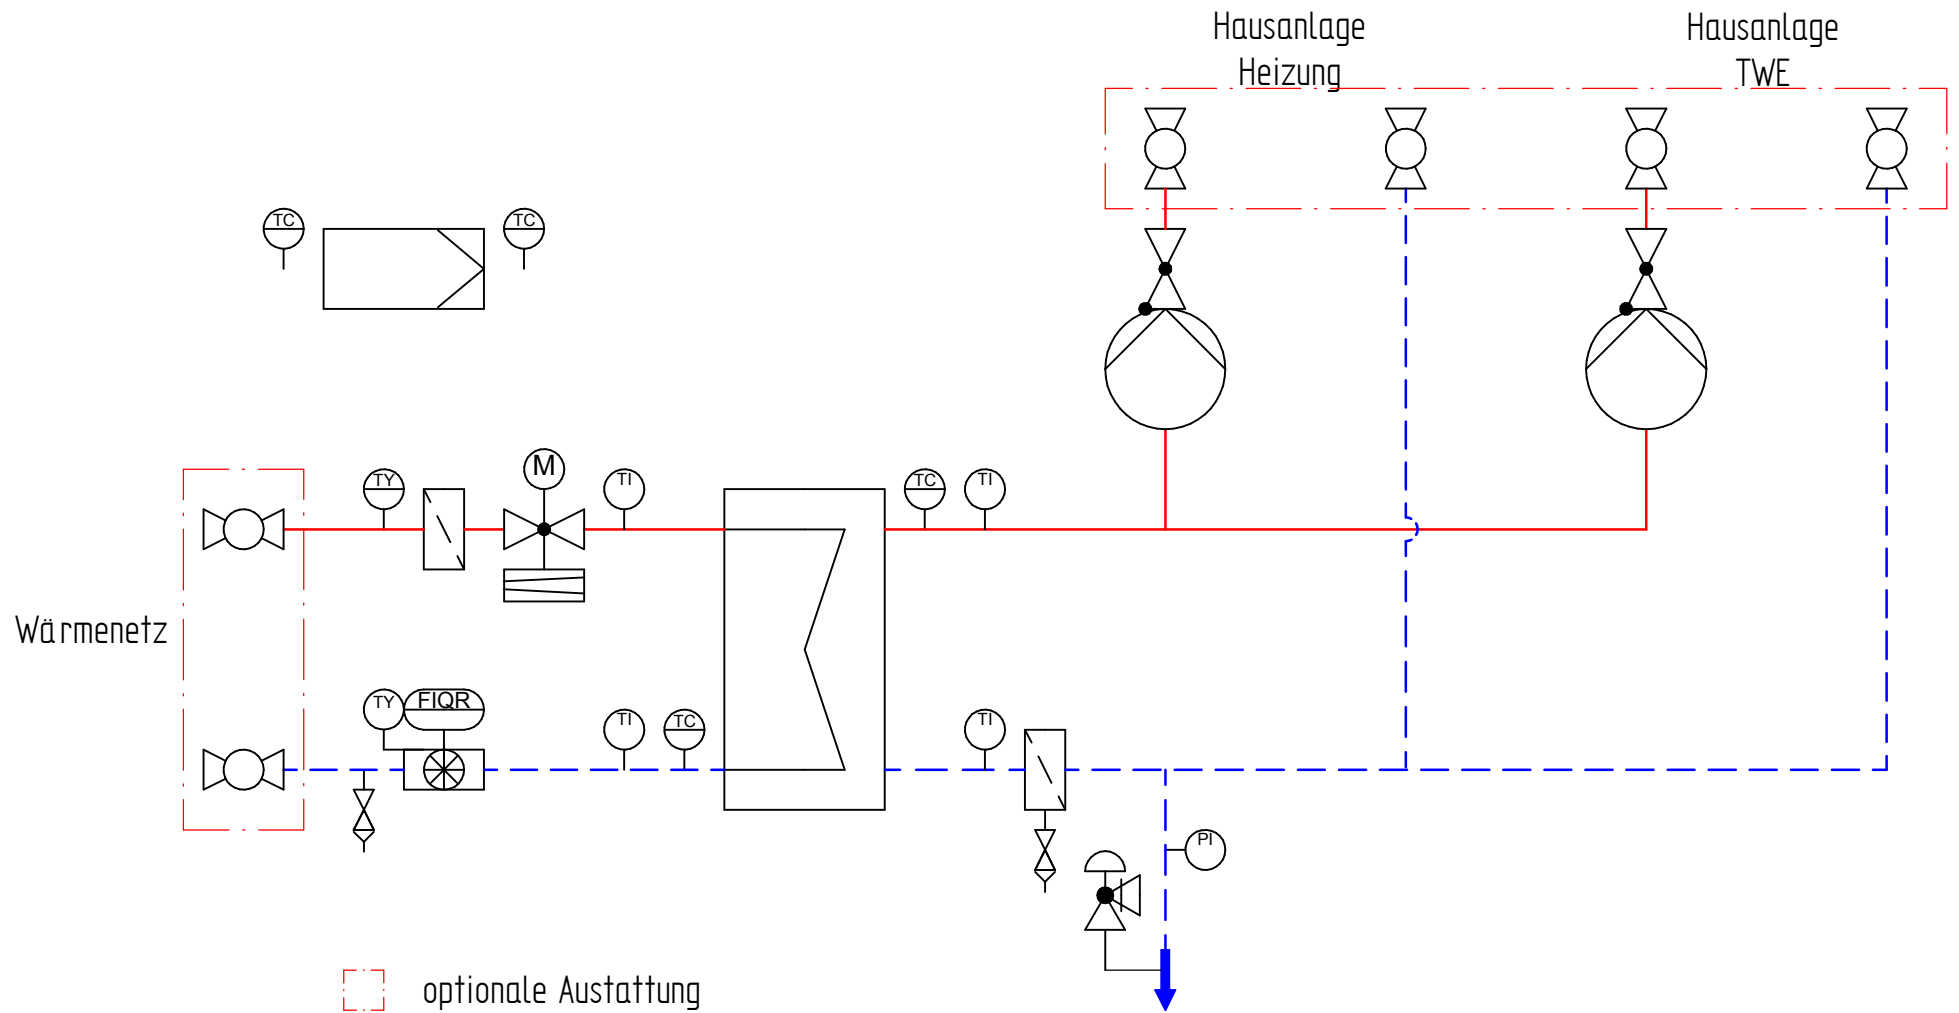 Hausanlage
Heizung
Hausanlage
TWE
TC
TC
TY
M
TI
TC
TI
Wärmenetz
TY
FIQR
TI
TC
TI
PI
optionale Austattung